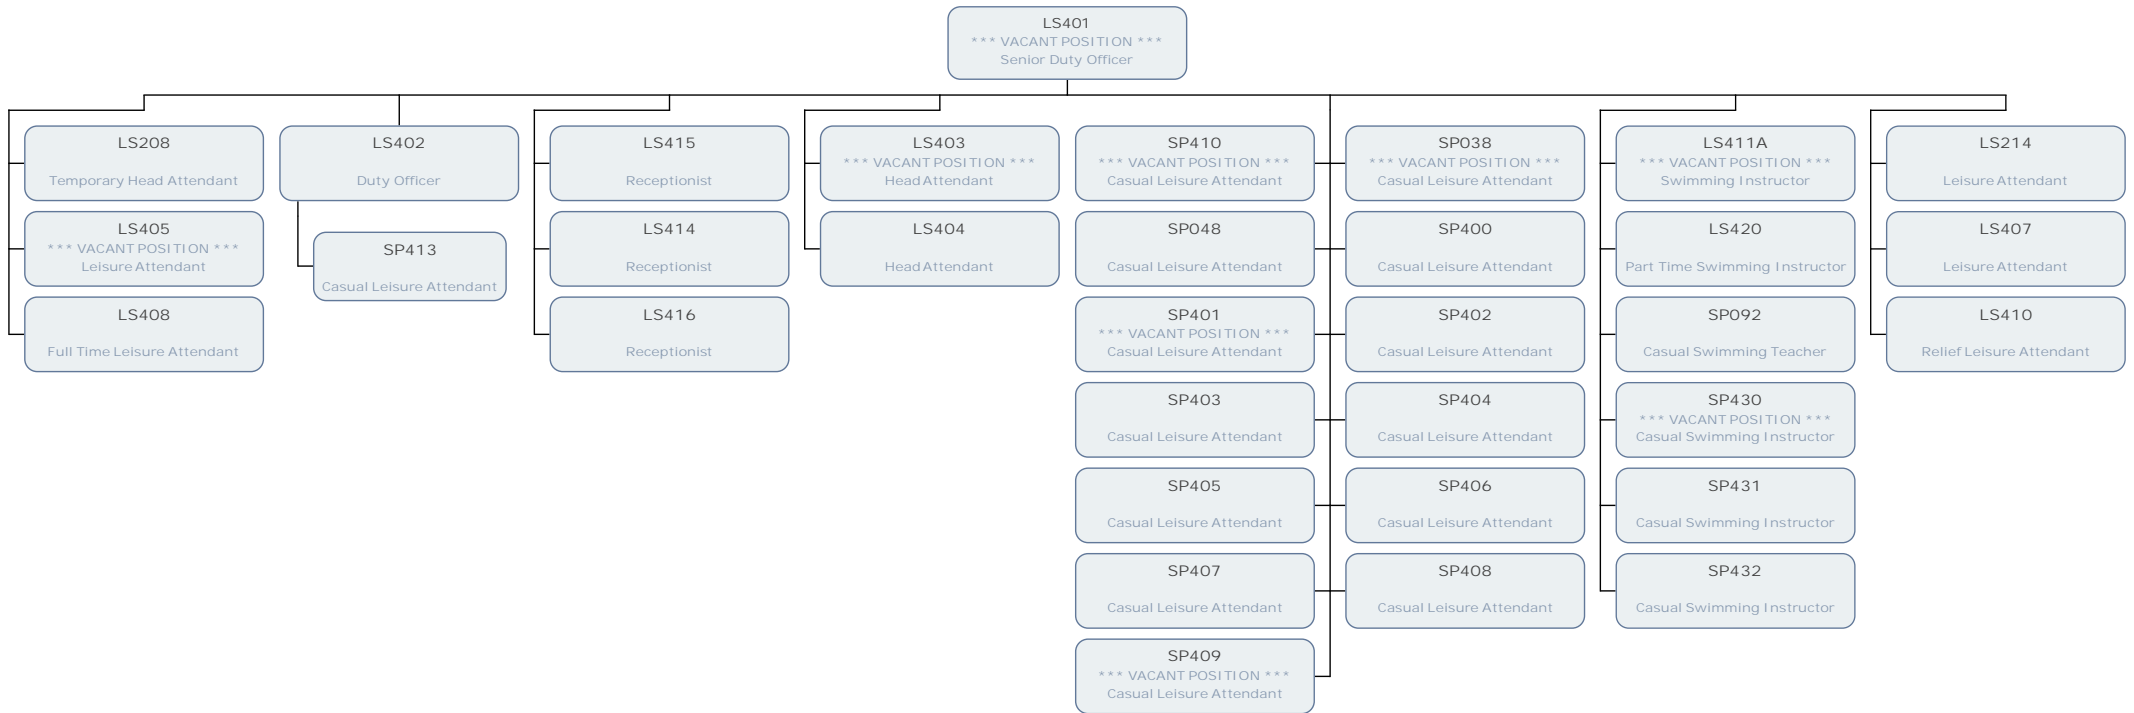 LS401
*** VACANT POSITION ***
Senior Duty Officer
LS208
Temporary Head Attendant
LS405
*** VACANT POSITION ***
Leisure Attendant
LS408
Full Time Leisure Attendant
LS402
Duty Officer
SP413
Casual Leisure Attendant
LS415
Receptionist
LS414
Receptionist
LS416
Receptionist
LS403
*** VACANT POSITION ***
Head Attendant
LS404
Head Attendant
SP410
*** VACANT POSITION ***
Casual Leisure Attendant
SP038
*** VACANT POSITION ***
Casual Leisure Attendant
SP048
Casual Leisure Attendant
SP400
Casual Leisure Attendant
SP401
*** VACANT POSITION ***
Casual Leisure Attendant
SP402
Casual Leisure Attendant
SP403
Casual Leisure Attendant
SP404
Casual Leisure Attendant
SP405
Casual Leisure Attendant
SP406
Casual Leisure Attendant
SP407
Casual Leisure Attendant
SP408
Casual Leisure Attendant
SP409
*** VACANT POSITION ***
Casual Leisure Attendant
LS411A
*** VACANT POSITION ***
Swimming Instructor
LS420
Part Time Swimming Instructor
SP092
Casual Swimming Teacher
SP430
*** VACANT POSITION ***
Casual Swimming Instructor
SP431
Casual Swimming Instructor
SP432
Casual Swimming Instructor
LS214
Leisure Attendant
LS407
Leisure Attendant
LS410
Relief Leisure Attendant